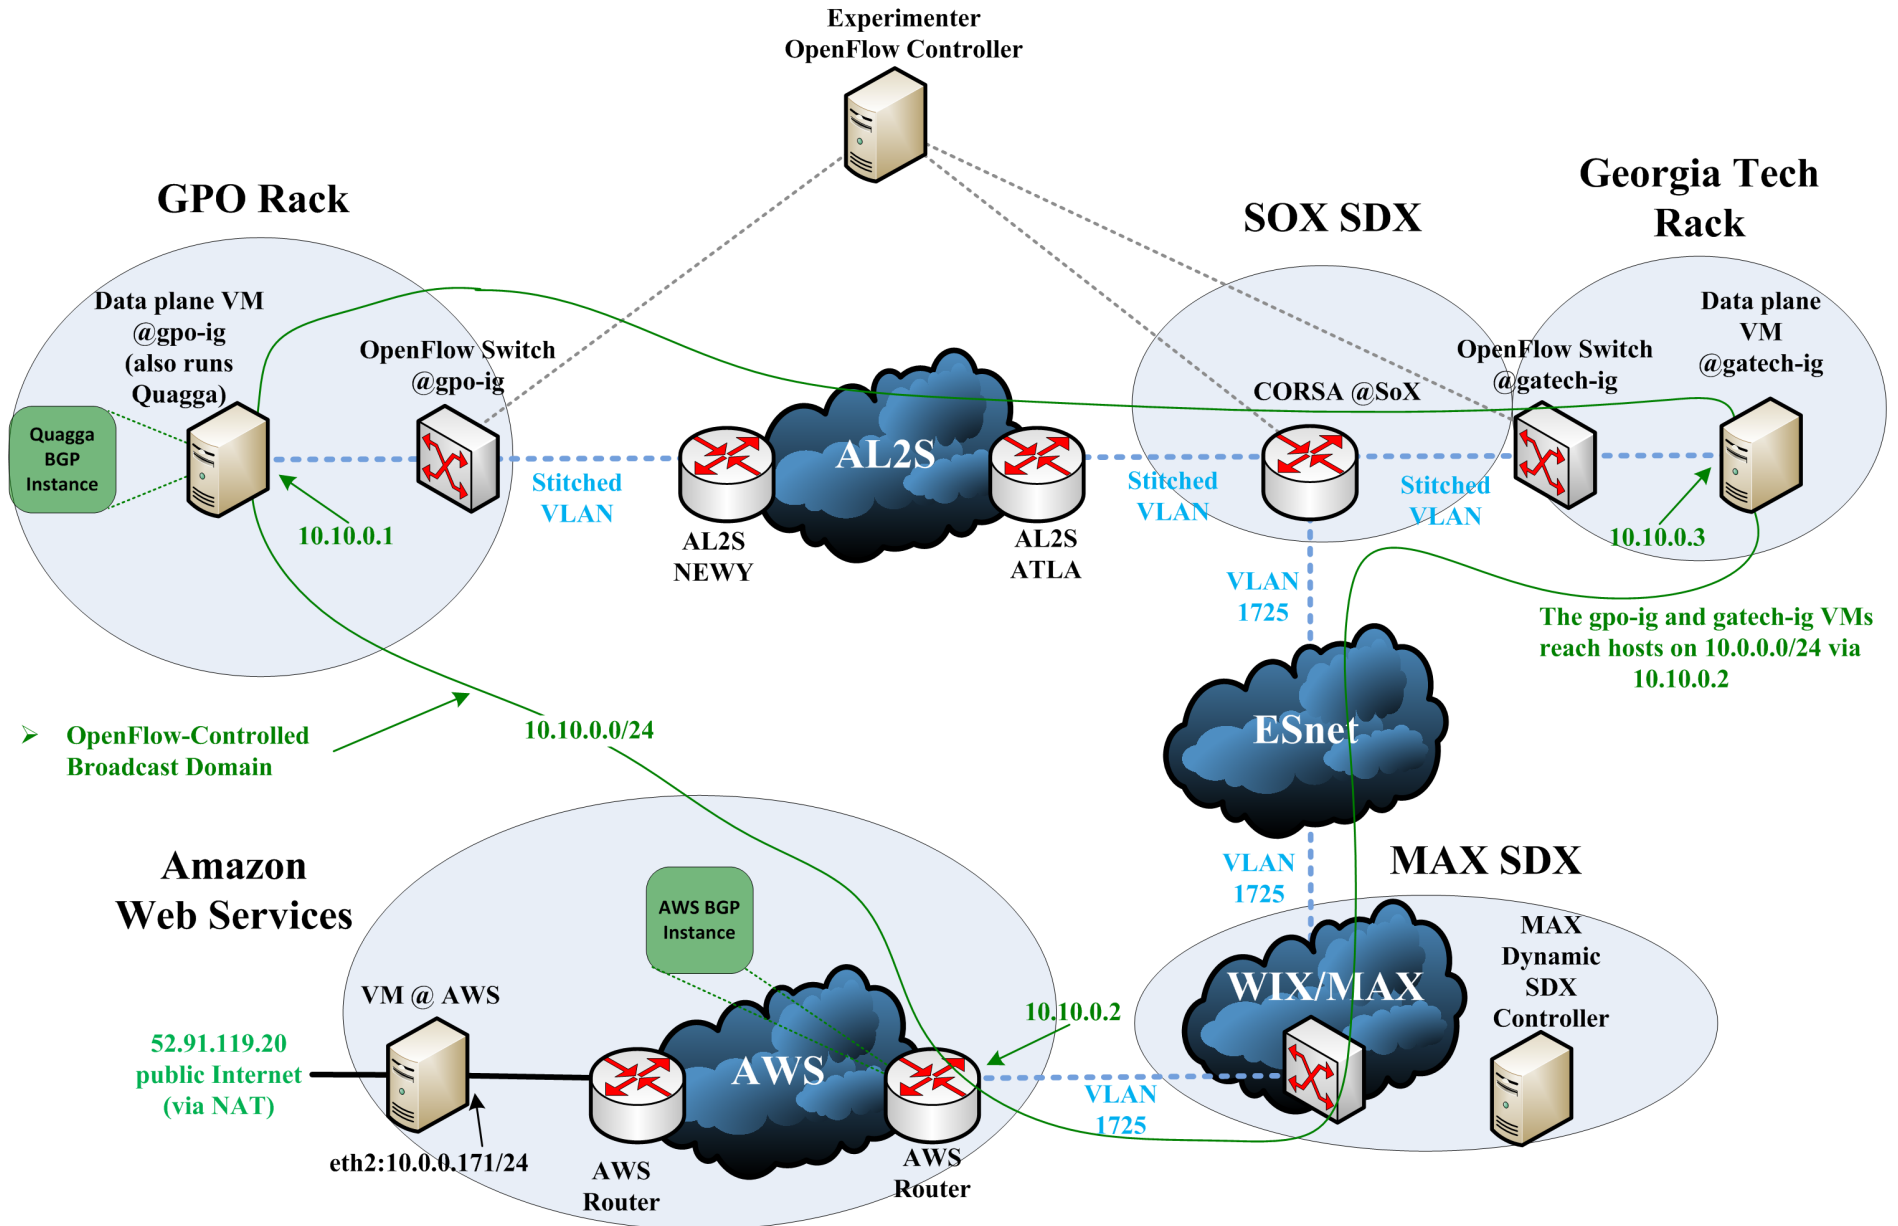 Experimenter
OpenFlow Controller
GPO Rack
SOX SDX
Georgia Tech
Rack
Data plane VM
@gpo-ig
(also runs
Quagga)
OpenFlow Switch
@gpo-ig
Data plane
VM
@gatech-ig
OpenFlow Switch
@gatech-ig
CORSA @SoX
Quagga
BGP
Instance
AL2S
Stitched
VLAN
Stitched
VLAN
Stitched
VLAN
10.10.0.1
AL2S
NEWY
AL2S
ATLA
10.10.0.3
VLAN
1725
The gpo-ig and gatech-ig VMs
reach hosts on 10.0.0.0/24 via
10.10.0.2
➢ OpenFlow-Controlled
Broadcast Domain
10.10.0.0/24
ESnet
Amazon
Web Services
VLAN
1725
MAX SDX
AWS BGP
Instance
MAX
Dynamic
SDX
Controller
WIX/MAX
VM @ AWS
10.10.0.2
52.91.119.20
public Internet
(via NAT)
AWS
VLAN
1725
eth2:10.0.0.171/24
AWS
Router
AWS
Router